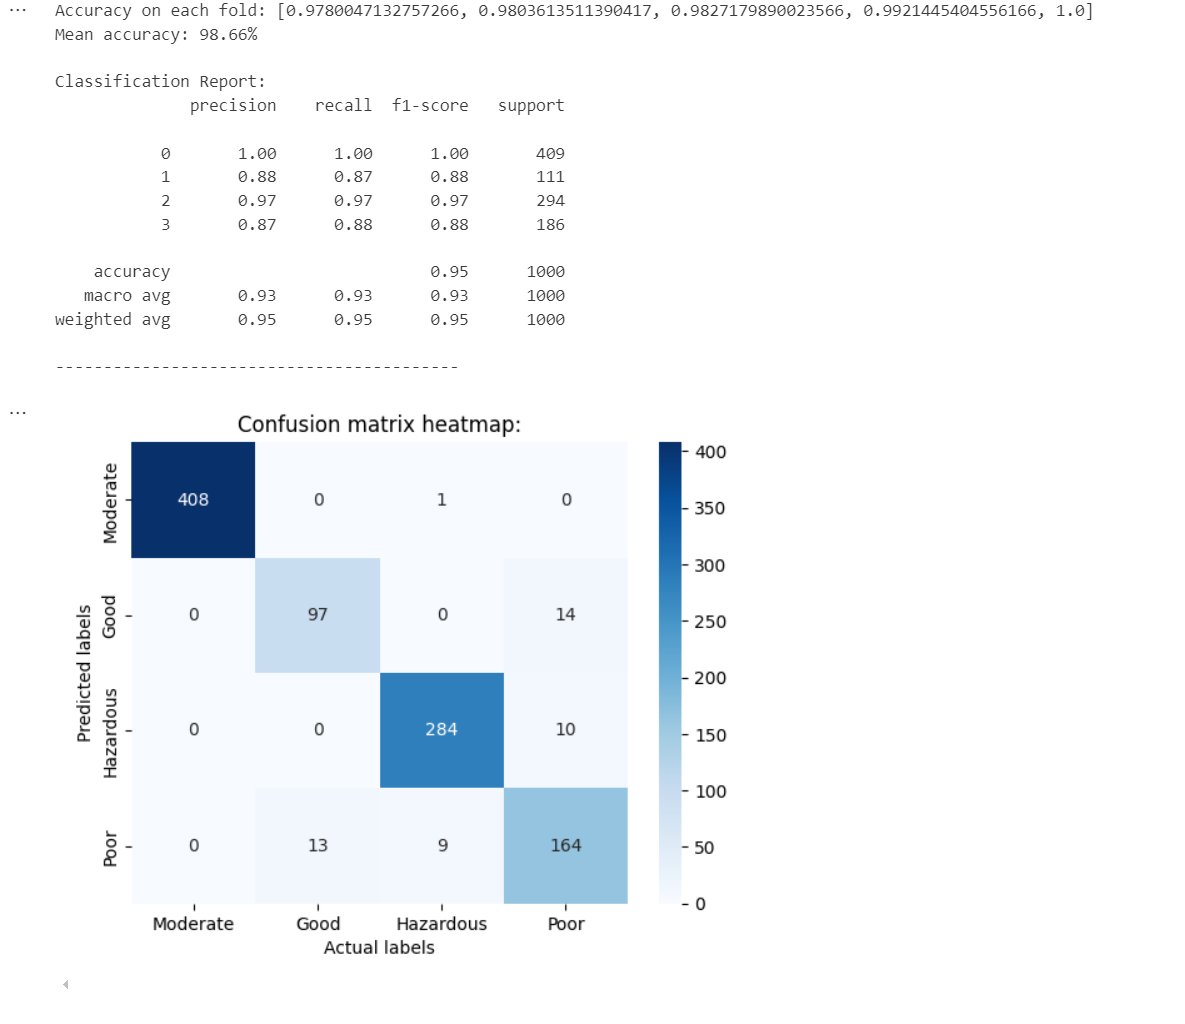 ... Accuracy on each fold: [0.9780047132757266, 0.9803613511390417, 0.9827179890023566, 0.9921445404556166, 1.0]
Mean accuracy: 98.66%
Classification Report:
precision recall f1-score support
0 1.00 1.00 1.00 409
1 0.88 0.87 0.88 111
2 0.97 0.97 0.97 294
3 0.87 0.88 0.88 186
accuracy 0.95 1000
macro avg 0.93 0.93 0.93 1000
weighted avg 0.95 0.95 0.95 1000
------------------------------------------
...
Confusion matrix heatmap:
Predicted labels
Moderate 408 0 1 0
Good 0 97 0 14
Hazardous 0 0 284 10
Poor 0 13 9 164
Moderate Good Hazardous Poor
Actual labels
400
350
300
250
200
150
100
50
0